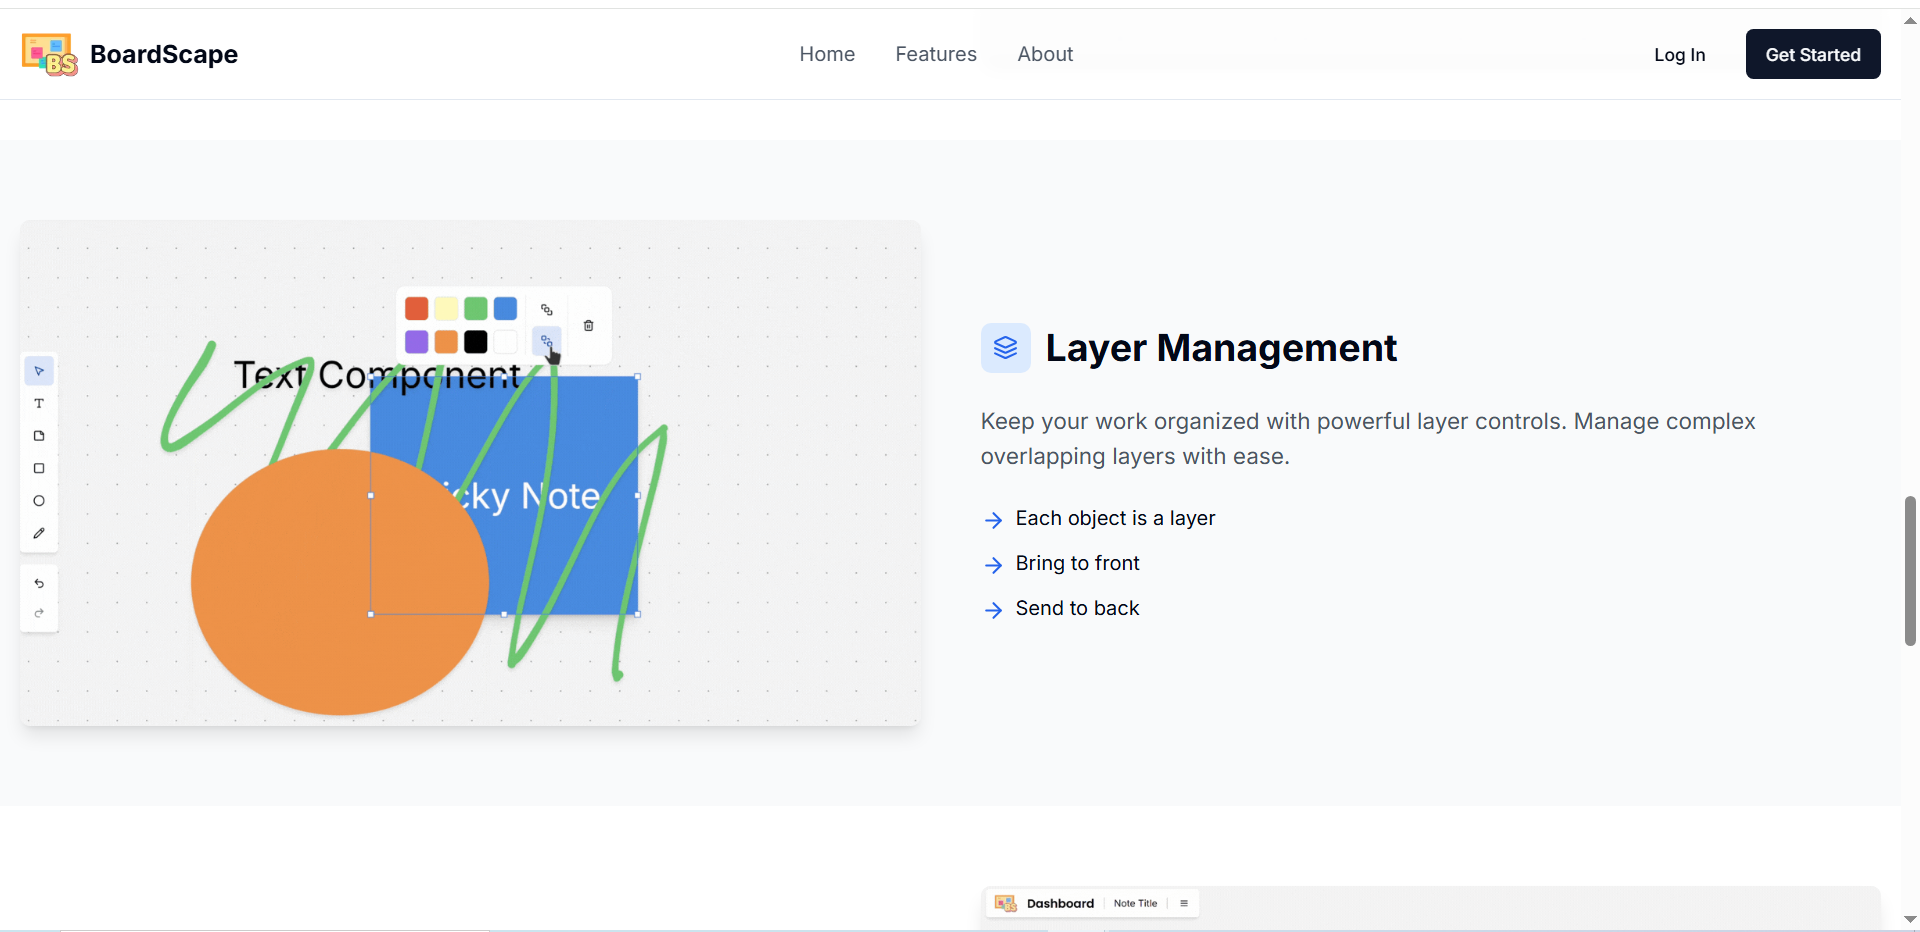 BS
BoardScape
Home
Features
About
Log In
Get Started
Text Component
icky Note
T
Layer Management
Keep your work organized with powerful layer controls. Manage complex
overlapping layers with ease.
Each object is a layer
Bring to front
Send to back
Dashboard
Note Title